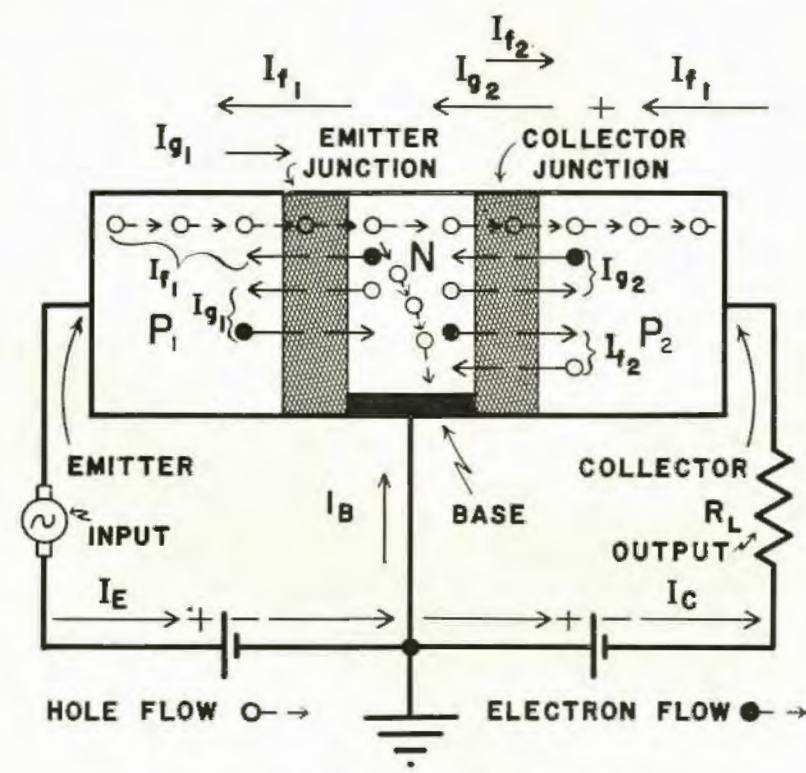 If2
If1 Ig2 + If1
Ig1 EMITTER JUNCTION COLLECTOR JUNCTION
N
If1 Ig2
Ig1
P1 If2 P2
EMITTER COLLECTOR
IB BASE RL
INPUT OUTPUT
IE + − + − IC
HOLE FLOW ELECTRON FLOW